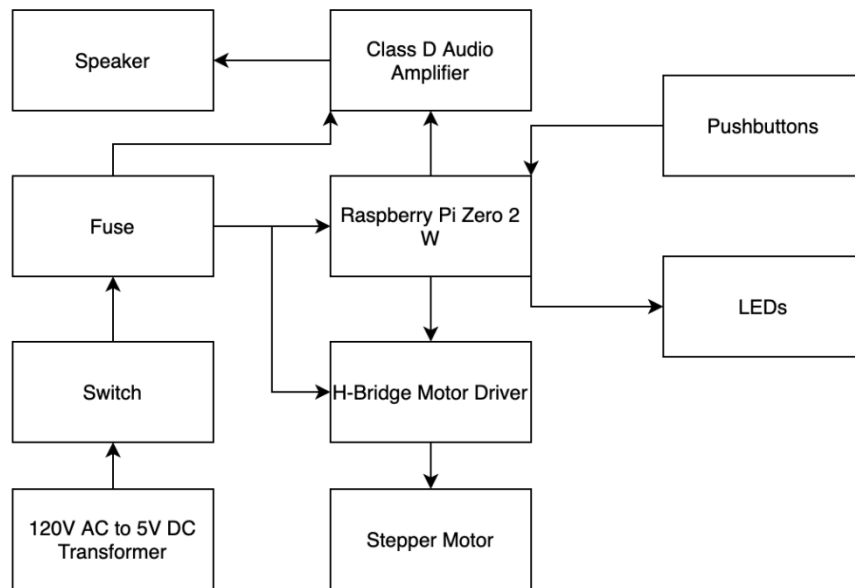 Speaker
Class D Audio
Amplifier
Pushbuttons
Fuse
Raspberry Pi Zero 2
W
LEDs
Switch
H-Bridge Motor Driver
120V AC to 5V DC
Transformer
Stepper Motor